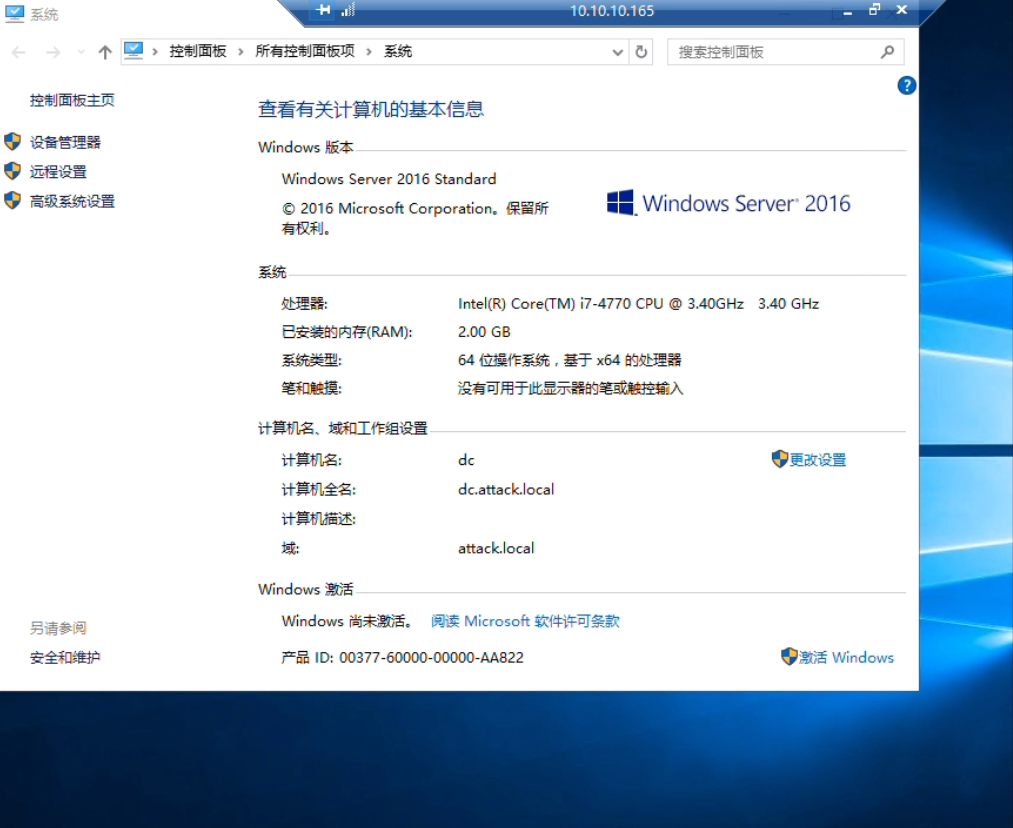 系统
10.10.10.165
控制面板 › 所有控制面板项 › 系统
搜索控制面板
控制面板主页
设备管理器
远程设置
高级系统设置
查看有关计算机的基本信息
Windows 版本
Windows Server 2016 Standard
© 2016 Microsoft Corporation。保留所
有权利。
Windows Server® 2016
系统
处理器: Intel(R) Core(TM) i7-4770 CPU @ 3.40GHz 3.40 GHz
已安装的内存(RAM): 2.00 GB
系统类型: 64 位操作系统，基于 x64 的处理器
笔和触摸: 没有可用于此显示器的笔或触控输入
计算机名、域和工作组设置
计算机名: dc 更改设置
计算机全名: dc.attack.local
计算机描述:
域: attack.local
Windows 激活
Windows 尚未激活。 阅读 Microsoft 软件许可条款
产品 ID: 00377-60000-00000-AA822 激活 Windows
另请参阅
安全和维护